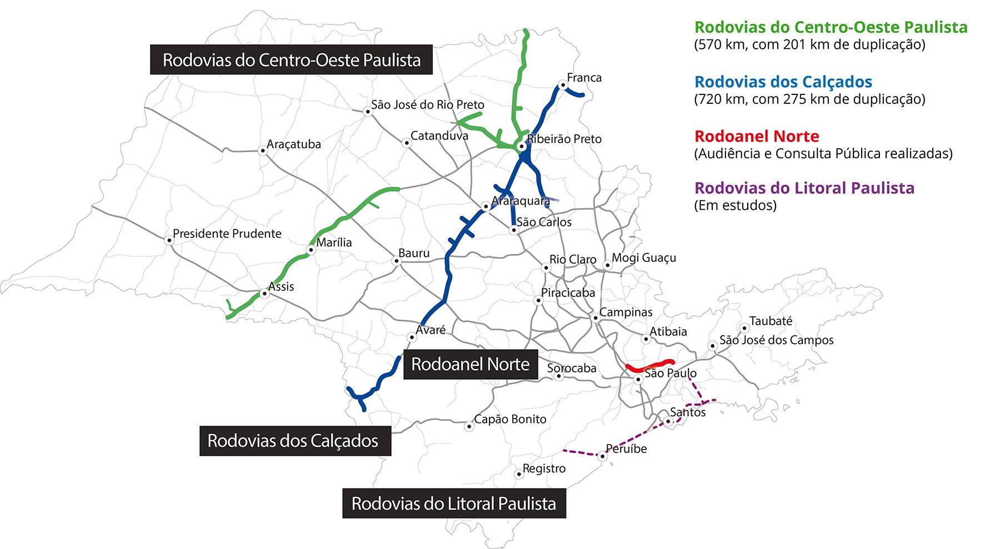 Rodovias do Centro-Oeste Paulista
(570 km, com 201 km de duplicação)
Rodovias dos Calçados
(720 km, com 275 km de duplicação)
Rodoanel Norte
(Audiência e Consulta Pública realizadas)
Rodovias do Litoral Paulista
(Em estudos)
Rodovias do Centro-Oeste Paulista
Franca
São José do Rio Preto
Catanduva
Ribeirão Preto
Araçatuba
Araraquara
São Carlos
Presidente Prudente
Marília
Bauru
Rio Claro
Mogi Guaçu
Assis
Piracicaba
Campinas
Taubaté
Avaré
Atibaia
São José dos Campos
Rodoanel Norte
Sorocaba
São Paulo
Santos
Capão Bonito
Rodovias dos Calçados
Peruíbe
Registro
Rodovias do Litoral Paulista